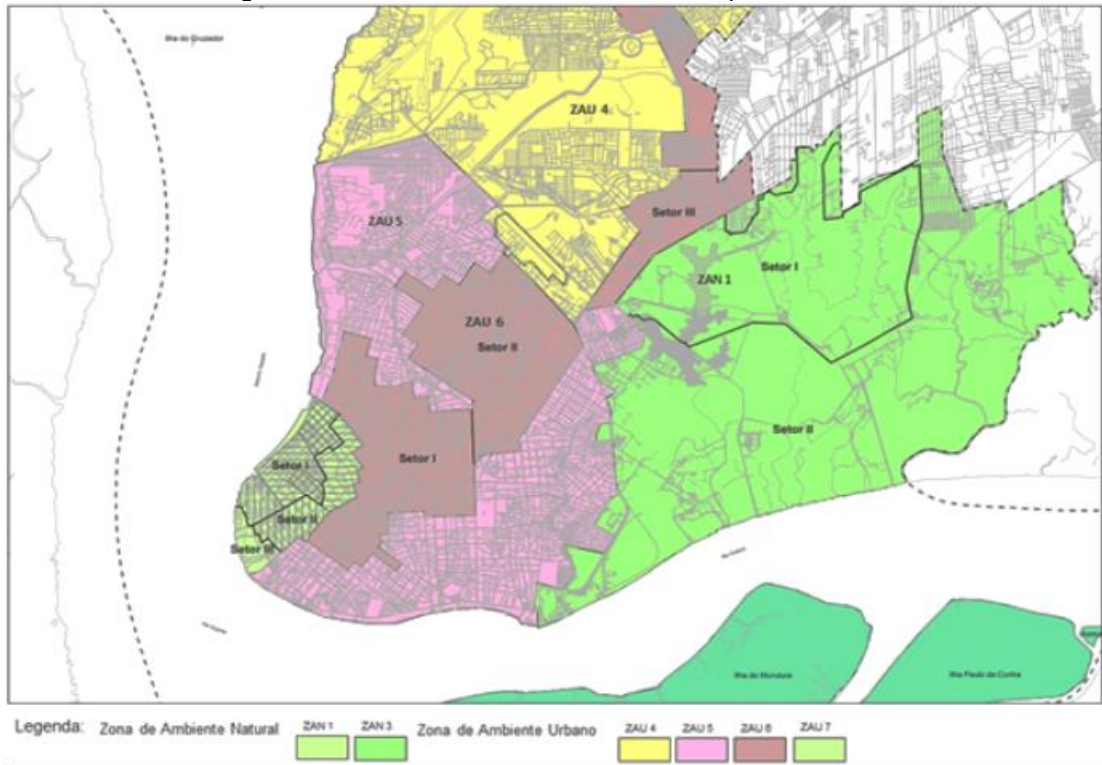 Ilha do Cruzador
ZAU 4
ZAU 5
Setor III
ZAN 1
Setor I
ZAU 6
Setor II
Setor II
Setor I
Setor I
Setor II
Setor III
Ilha do Murutucú
Ilha Paulo da Cunha
Legenda: Zona de Ambiente Natural ZAN 1 ZAN 3 Zona de Ambiente Urbano ZAU 4 ZAU 5 ZAU 6 ZAU 7